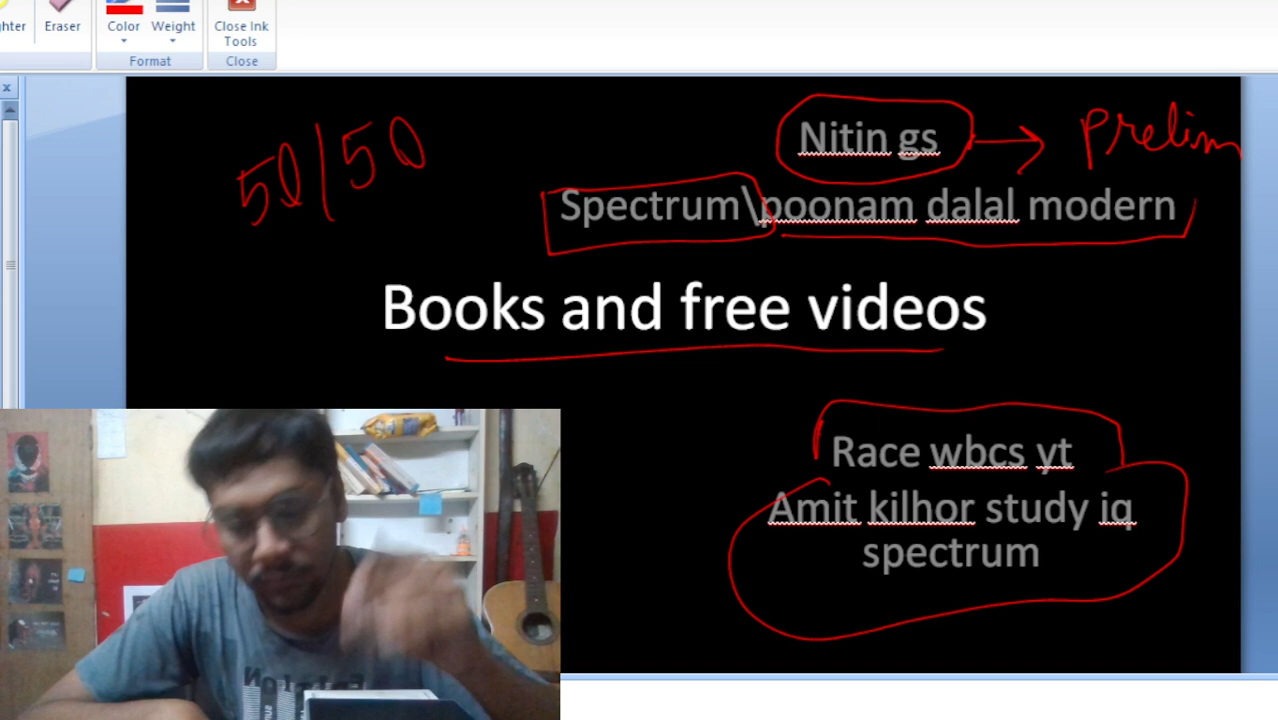 Eraser
Color
Weight
Close Ink
Tools
Format
Close
50/50
Nitin gs → prelim
Spectrum\poonam dalal modern
Books and free videos
Race wbcs yt
Amit kilhor study iq
spectrum